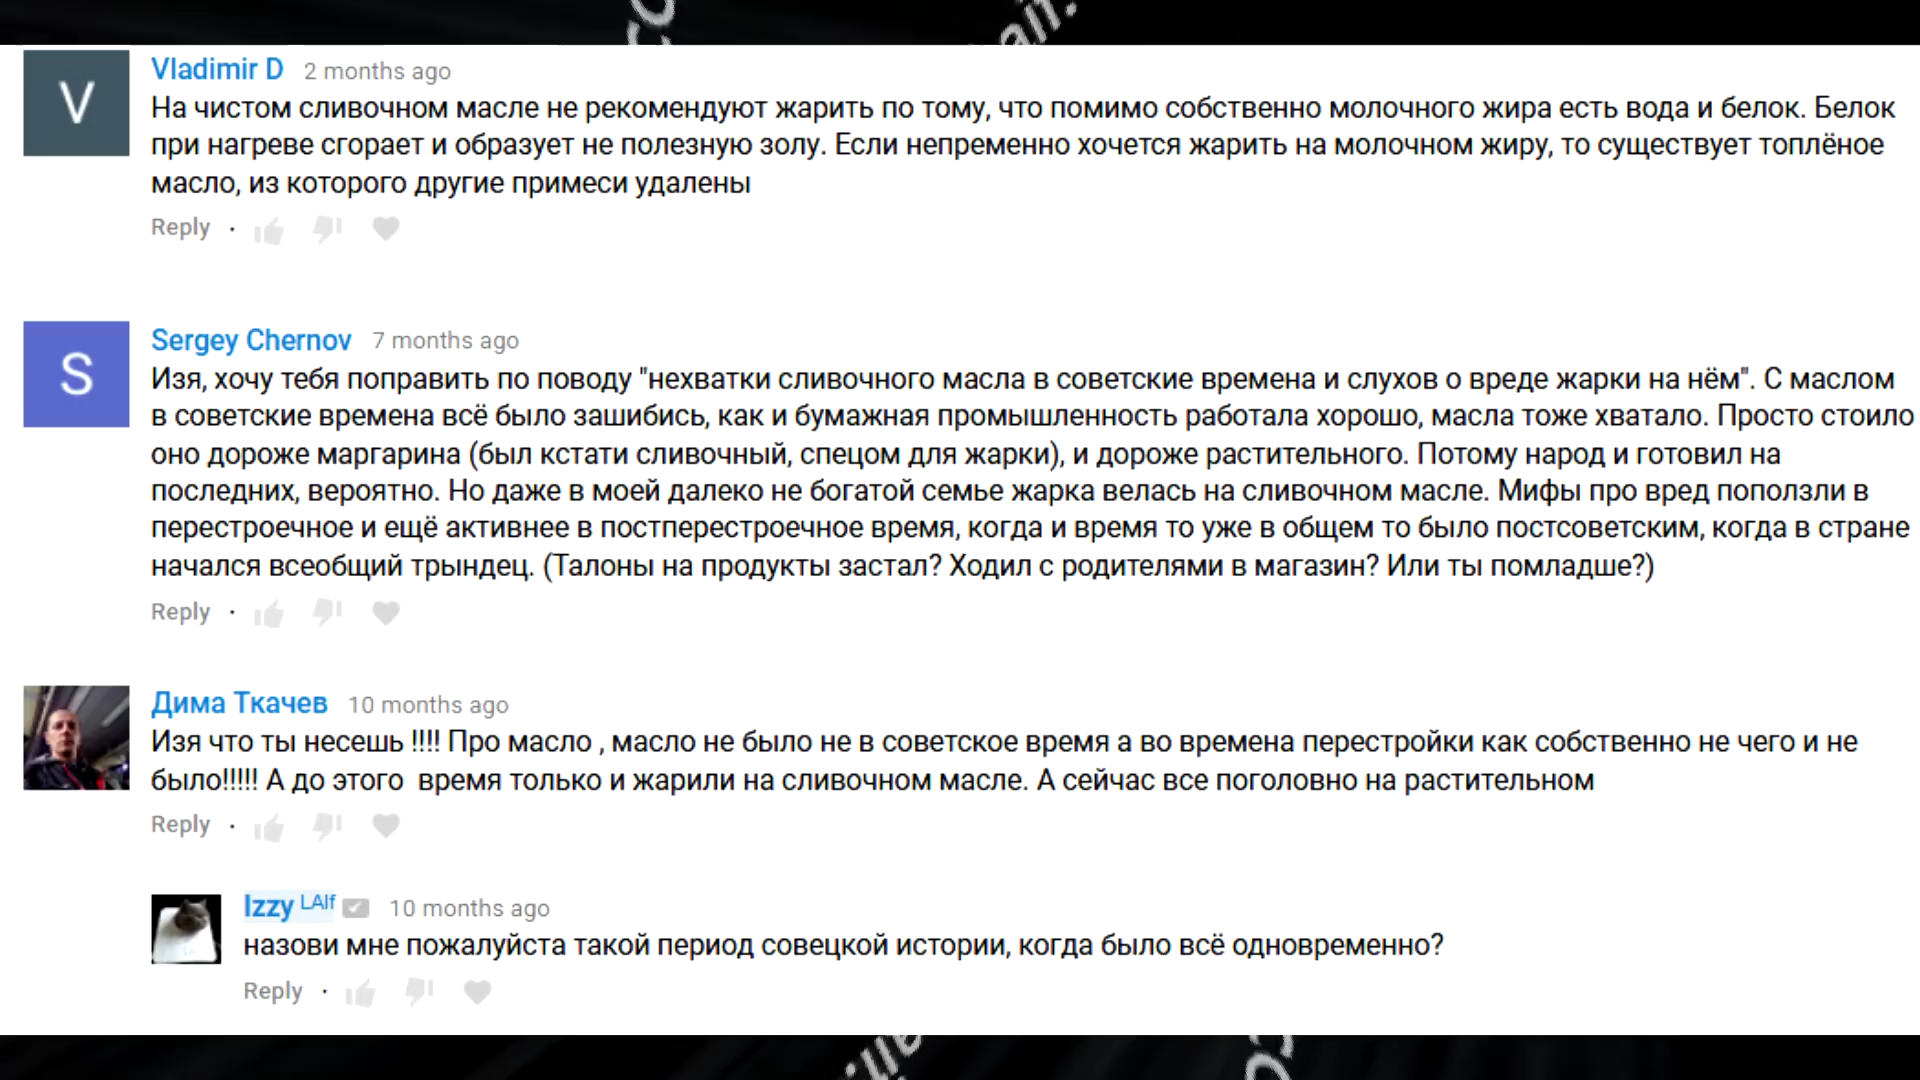 со
aif.
V
Vladimir D 2 months ago
На чистом сливочном масле не рекомендуют жарить по тому, что помимо собственно молочного жира есть вода и белок. Белок
при нагреве сгорает и образует не полезную золу. Если непременно хочется жарить на молочном жиру, то существует топлёное
масло, из которого другие примеси удалены
Reply ·
S
Sergey Chernov 7 months ago
Изя, хочу тебя поправить по поводу "нехватки сливочного масла в советские времена и слухов о вреде жарки на нём". С маслом
в советские времена всё было зашибись, как и бумажная промышленность работала хорошо, масла тоже хватало. Просто стоило
оно дороже маргарина (был кстати сливочный, спецом для жарки), и дороже растительного. Потому народ и готовил на
последних, вероятно. Но даже в моей далеко не богатой семье жарка велась на сливочном масле. Мифы про вред поползли в
перестроечное и ещё активнее в постперестроечное время, когда и время то уже в общем то было постсоветским, когда в стране
начался всеобщий трындец. (Талоны на продукты застал? Ходил с родителями в магазин? Или ты помладше?)
Reply ·
Дима Ткачев 10 months ago
Изя что ты несешь !!!! Про масло , масло не было не в советское время а во времена перестройки как собственно не чего и не
было!!!!! А до этого время только и жарили на сливочном масле. А сейчас все поголовно на растительном
Reply ·
Izzy LAlf 10 months ago
назови мне пожалуйста такой период совецкой истории, когда было всё одновременно?
Reply ·